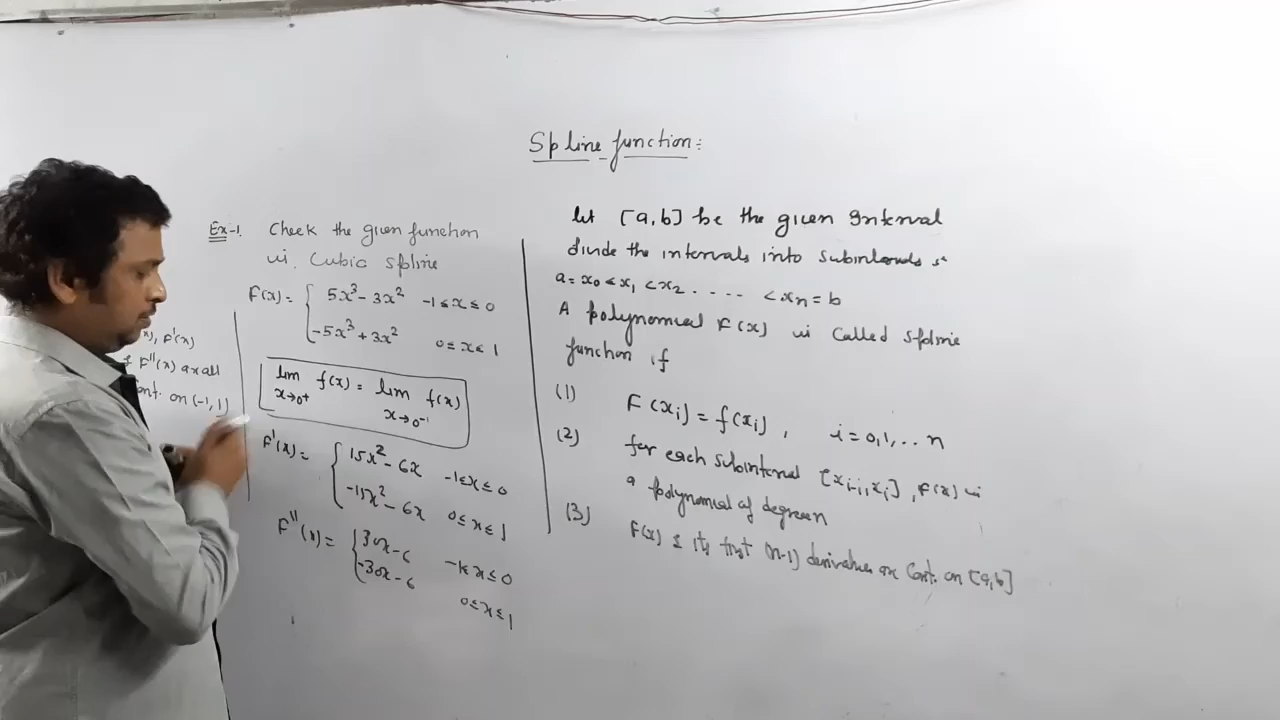 Spline function:
Ex-1. Check the given function
is. Cubic spline
F(x) = { 5x³ - 3x² -1 ≤ x ≤ 0
-5x³ + 3x² 0 ≤ x ≤ 1
lim x→0⁺ f(x) = lim x→0⁻ f(x)
F'(x) = { 15x² - 6x -1 ≤ x ≤ 0
-15x² - 6x 0 ≤ x ≤ 1
F''(x) = { 30x - 6 -1 ≤ x ≤ 0
-30x - 6 0 ≤ x ≤ 1
F'(x)
F''(x) are all
cont. on (-1, 1)
let [a, b] be the given Interval
divide the intervals into subintervals
a = x₀ < x₁ < x₂ . . . . . < xₙ = b
A polynomial F(x) is called spline
function if
(1) F(xᵢ) = f(xᵢ), i = 0, 1, . . n
(2) for each subinterval [xᵢ₋₁, xᵢ], F(x) is
a polynomial of degree n
(3) F(x) & its first (n-1) derivatives are Cont. on [a, b]